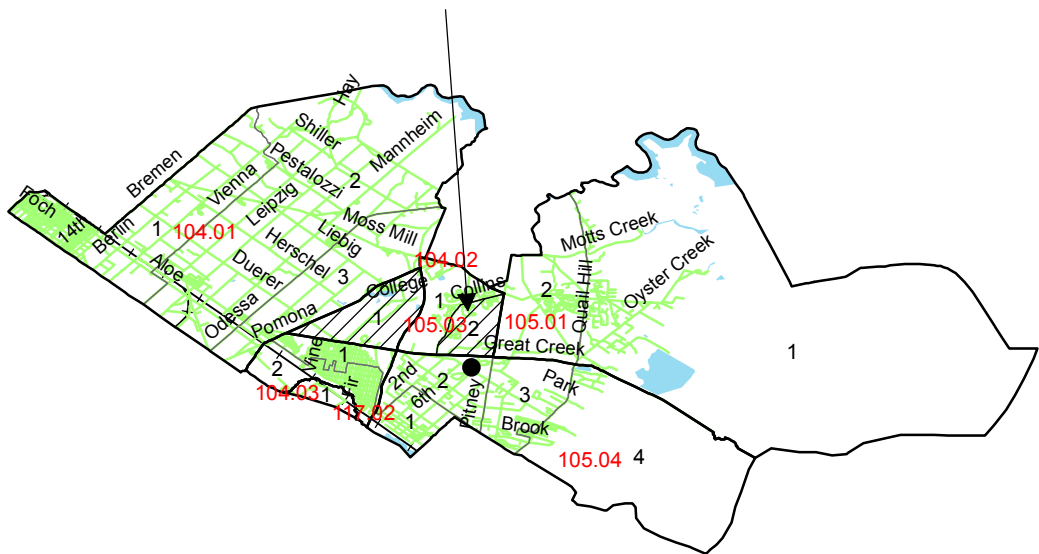 Hay
Shiller
Mannheim
Bremen
Pestalozzi
2
Vienna
Leipzig
Foch
14th
Berlin
1
104.01
Moss Mill
Liebig
Herschel
Motts Creek
Aloe
Duerer
3
104.02
Oyster Creek
College
Collins
1
2
Quail Hill
Odessa
Pomona
1
105.03
2
105.01
Great Creek
1
Vine
1
2
2nd
2
Park
104.03
1
Fir
6th
Pitney
3
117.02
1
Brook
105.04
4